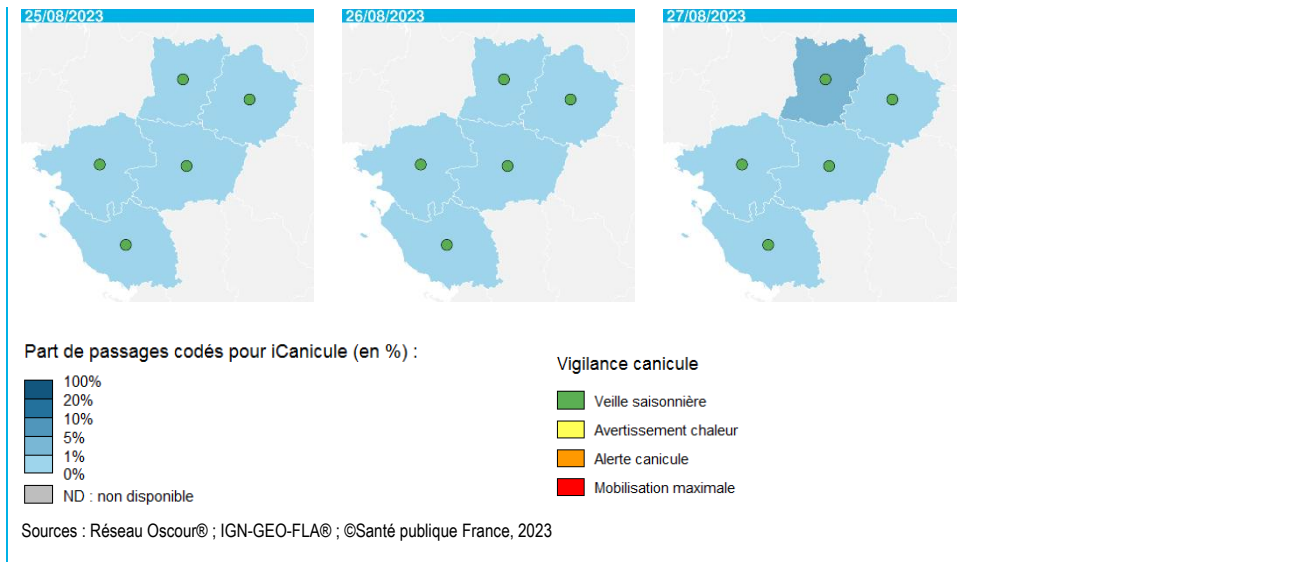 25/08/2023
26/08/2023
27/08/2023
Part de passages codés pour iCanicule (en %) :
100%
20%
10%
5%
1%
0%
ND : non disponible
Vigilance canicule
Veille saisonnière
Avertissement chaleur
Alerte canicule
Mobilisation maximale
Sources : Réseau Oscour® ; IGN-GEO-FLA® ; ©Santé publique France, 2023